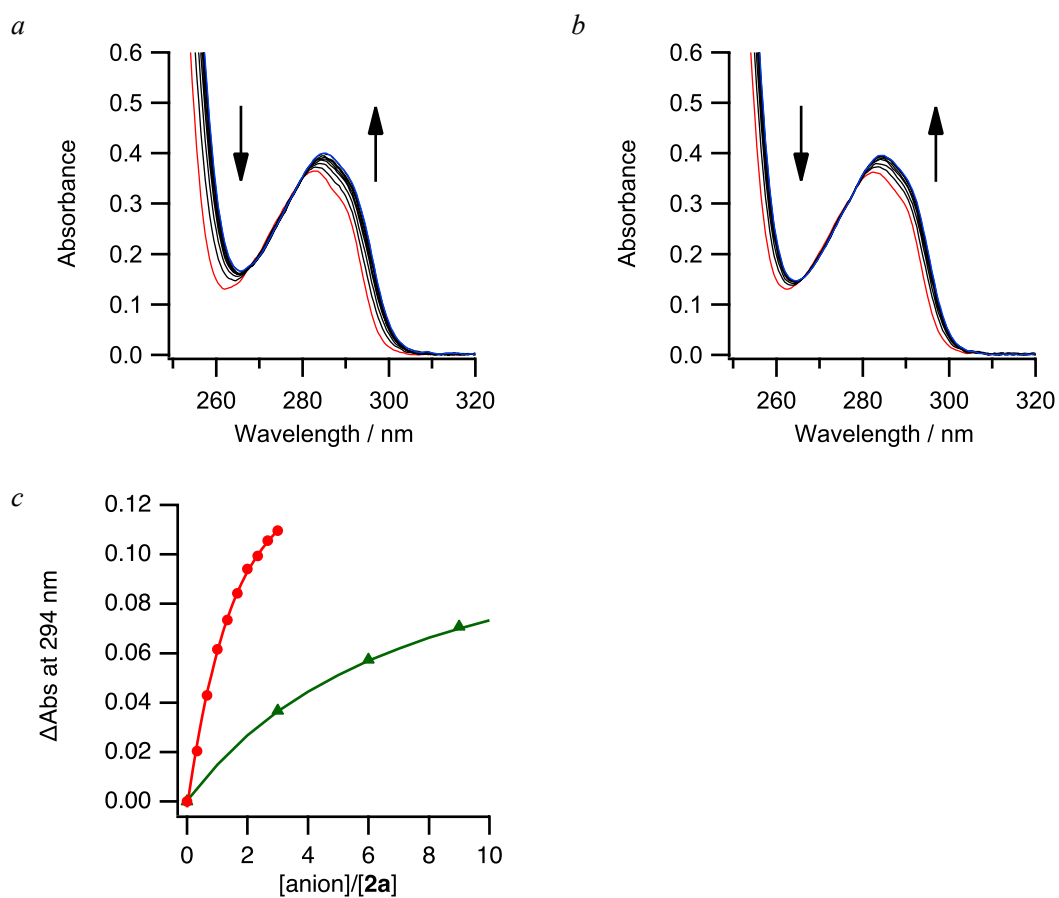 a
0.6
0.5
0.4
0.3
0.2
0.1
0.0
Absorbance
260 280 300 320
Wavelength / nm
b
0.6
0.5
0.4
0.3
0.2
0.1
0.0
Absorbance
260 280 300 320
Wavelength / nm
c
0.12
0.10
0.08
0.06
0.04
0.02
0.00
ΔAbs at 294 nm
0 2 4 6 8 10
[anion]/[2a]